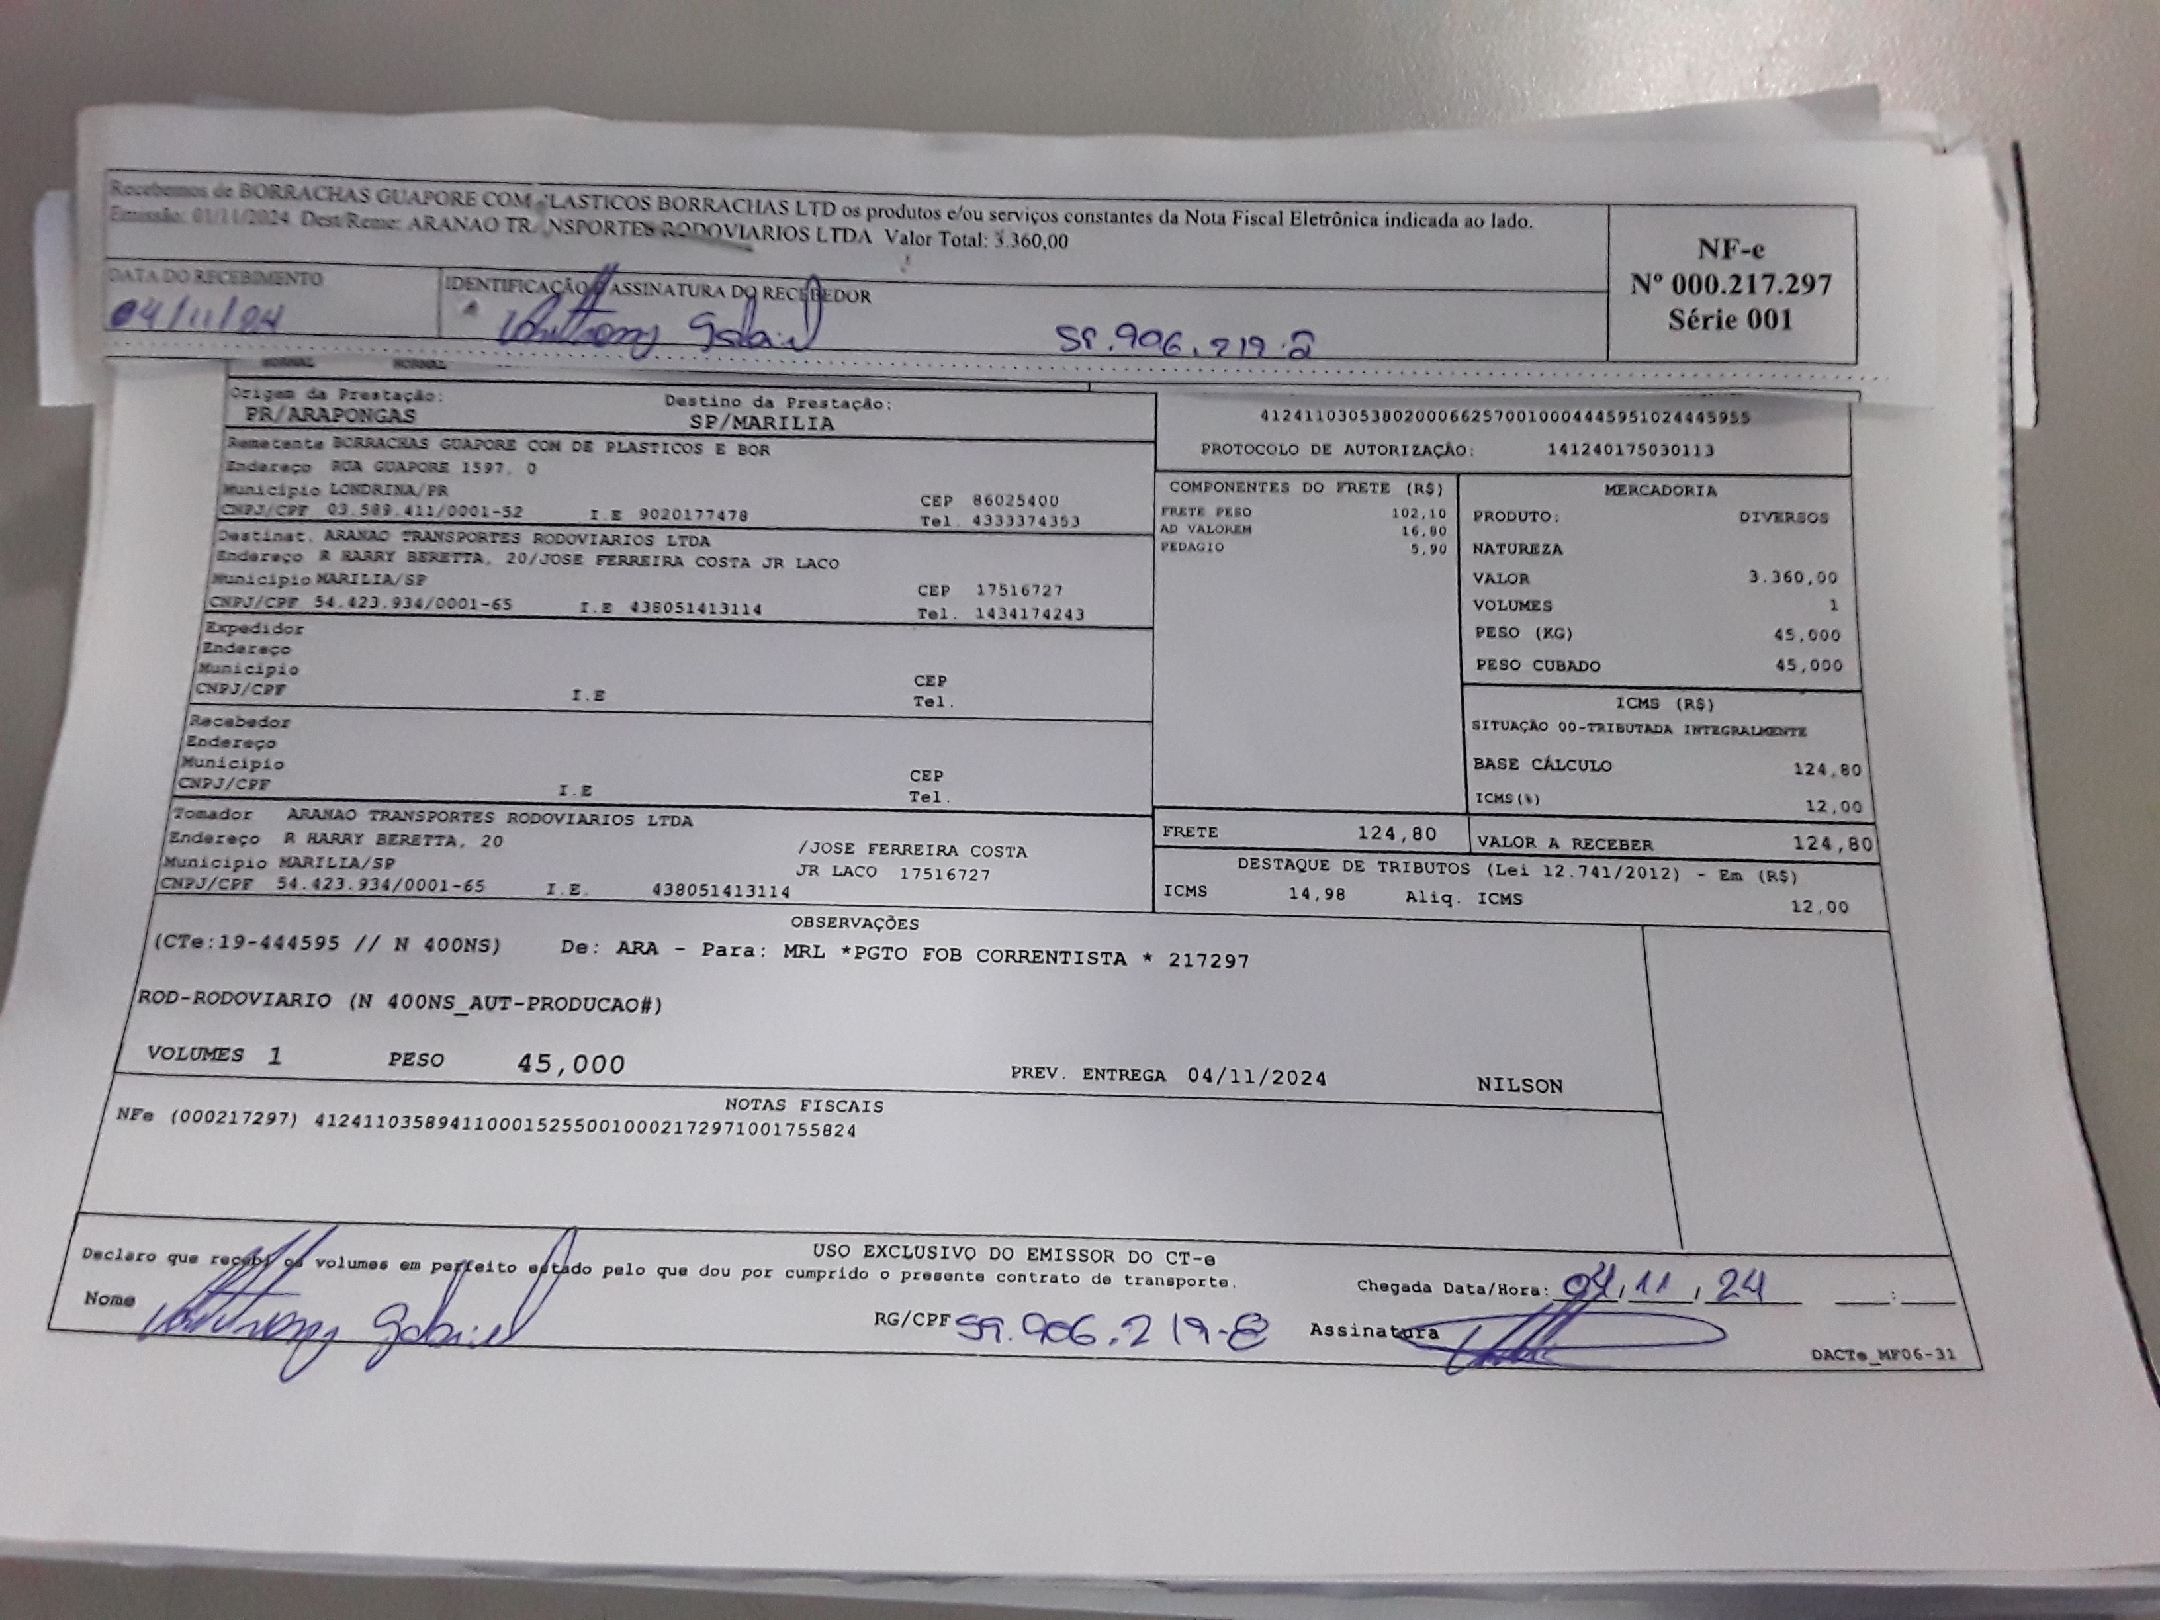 Recebemos de BORRACHAS GUAPORE COM PLASTICOS BORRACHAS LTD os produtos e/ou serviços constantes da Nota Fiscal Eletrônica indicada ao lado.
Emissão: 01/11/2024 Dest/Reme: ARANAO TRANSPORTES RODOVIARIOS LTDA Valor Total: 3.360,00
NF-e
Nº 000.217.297
Série 001
DATA DO RECEBIMENTO
04/11/24
IDENTIFICAÇÃO E ASSINATURA DO RECEBEDOR
Anthony Gabriel
NORMAL NORMAL
Origem da Prestação: Destino da Prestação:
PR/ARAPONGAS SP/MARILIA
41241103053802000662570010004445951024445955
PROTOCOLO DE AUTORIZAÇÃO: 141240175030113
Remetente BORRACHAS GUAPORE COM DE PLASTICOS E BOR
Endereço RUA GUAPORE 1597, 0
Município LONDRINA/PR CEP 86025400
CNPJ/CPF 03.589.411/0001-52 I.E 9020177478 Tel. 4333374353
Destinat. ARANAO TRANSPORTES RODOVIARIOS LTDA
Endereço R HARRY BERETTA, 20/JOSE FERREIRA COSTA JR LACO
Município MARILIA/SP CEP 17516727
CNPJ/CPF 54.423.934/0001-65 I.E 438051413114 Tel. 1434174243
Expedidor
Endereço
Município CEP
CNPJ/CPF I.E Tel.
Recebedor
Endereço
Município CEP
CNPJ/CPF I.E Tel.
Tomador ARANAO TRANSPORTES RODOVIARIOS LTDA
Endereço R HARRY BERETTA, 20 /JOSE FERREIRA COSTA
Município MARILIA/SP JR LACO 17516727
CNPJ/CPF 54.423.934/0001-65 I.E. 438051413114
COMPONENTES DO FRETE (R$)
FRETE PESO 102,10
AD VALOREM 16,80
PEDAGIO 5,90
MERCADORIA
PRODUTO: DIVERSOS
NATUREZA
VALOR 3.360,00
VOLUMES 1
PESO (KG) 45,000
PESO CUBADO 45,000
ICMS (R$)
SITUAÇÃO 00-TRIBUTADA INTEGRALMENTE
BASE CÁLCULO 124,80
ICMS(%) 12,00
FRETE 124,80 VALOR A RECEBER 124,80
DESTAQUE DE TRIBUTOS (Lei 12.741/2012) - Em (R$)
ICMS 14,98 Aliq. ICMS 12,00
OBSERVAÇÕES
(CTe:19-444595 // N 400NS) De: ARA - Para: MRL *PGTO FOB CORRENTISTA * 217297
ROD-RODOVIARIO (N 400NS_AUT-PRODUCAO#)
VOLUMES 1 PESO 45,000 PREV. ENTREGA 04/11/2024 NILSON
NOTAS FISCAIS
NFe (000217297) 41241103589411000152550010002172971001755824
USO EXCLUSIVO DO EMISSOR DO CT-e
Declaro que recebi os volumes em perfeito estado pelo que dou por cumprido o presente contrato de transporte.
Chegada Data/Hora: 04/11/24 __:__
Nome Anthony Gabriel RG/CPF 59.906.219-8 Assinatura
DACTe_MF06-31